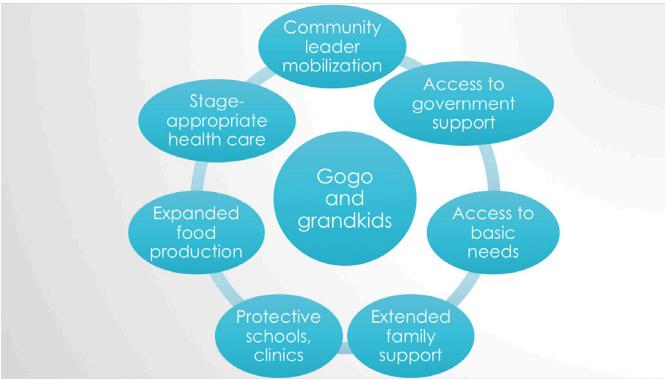 Community
leader
mobilization
Access to
government
support
Access to
basic
needs
Extended
family
support
Protective
schools,
clinics
Expanded
food
production
Stage-
appropriate
health care
Gogo
and
grandkids